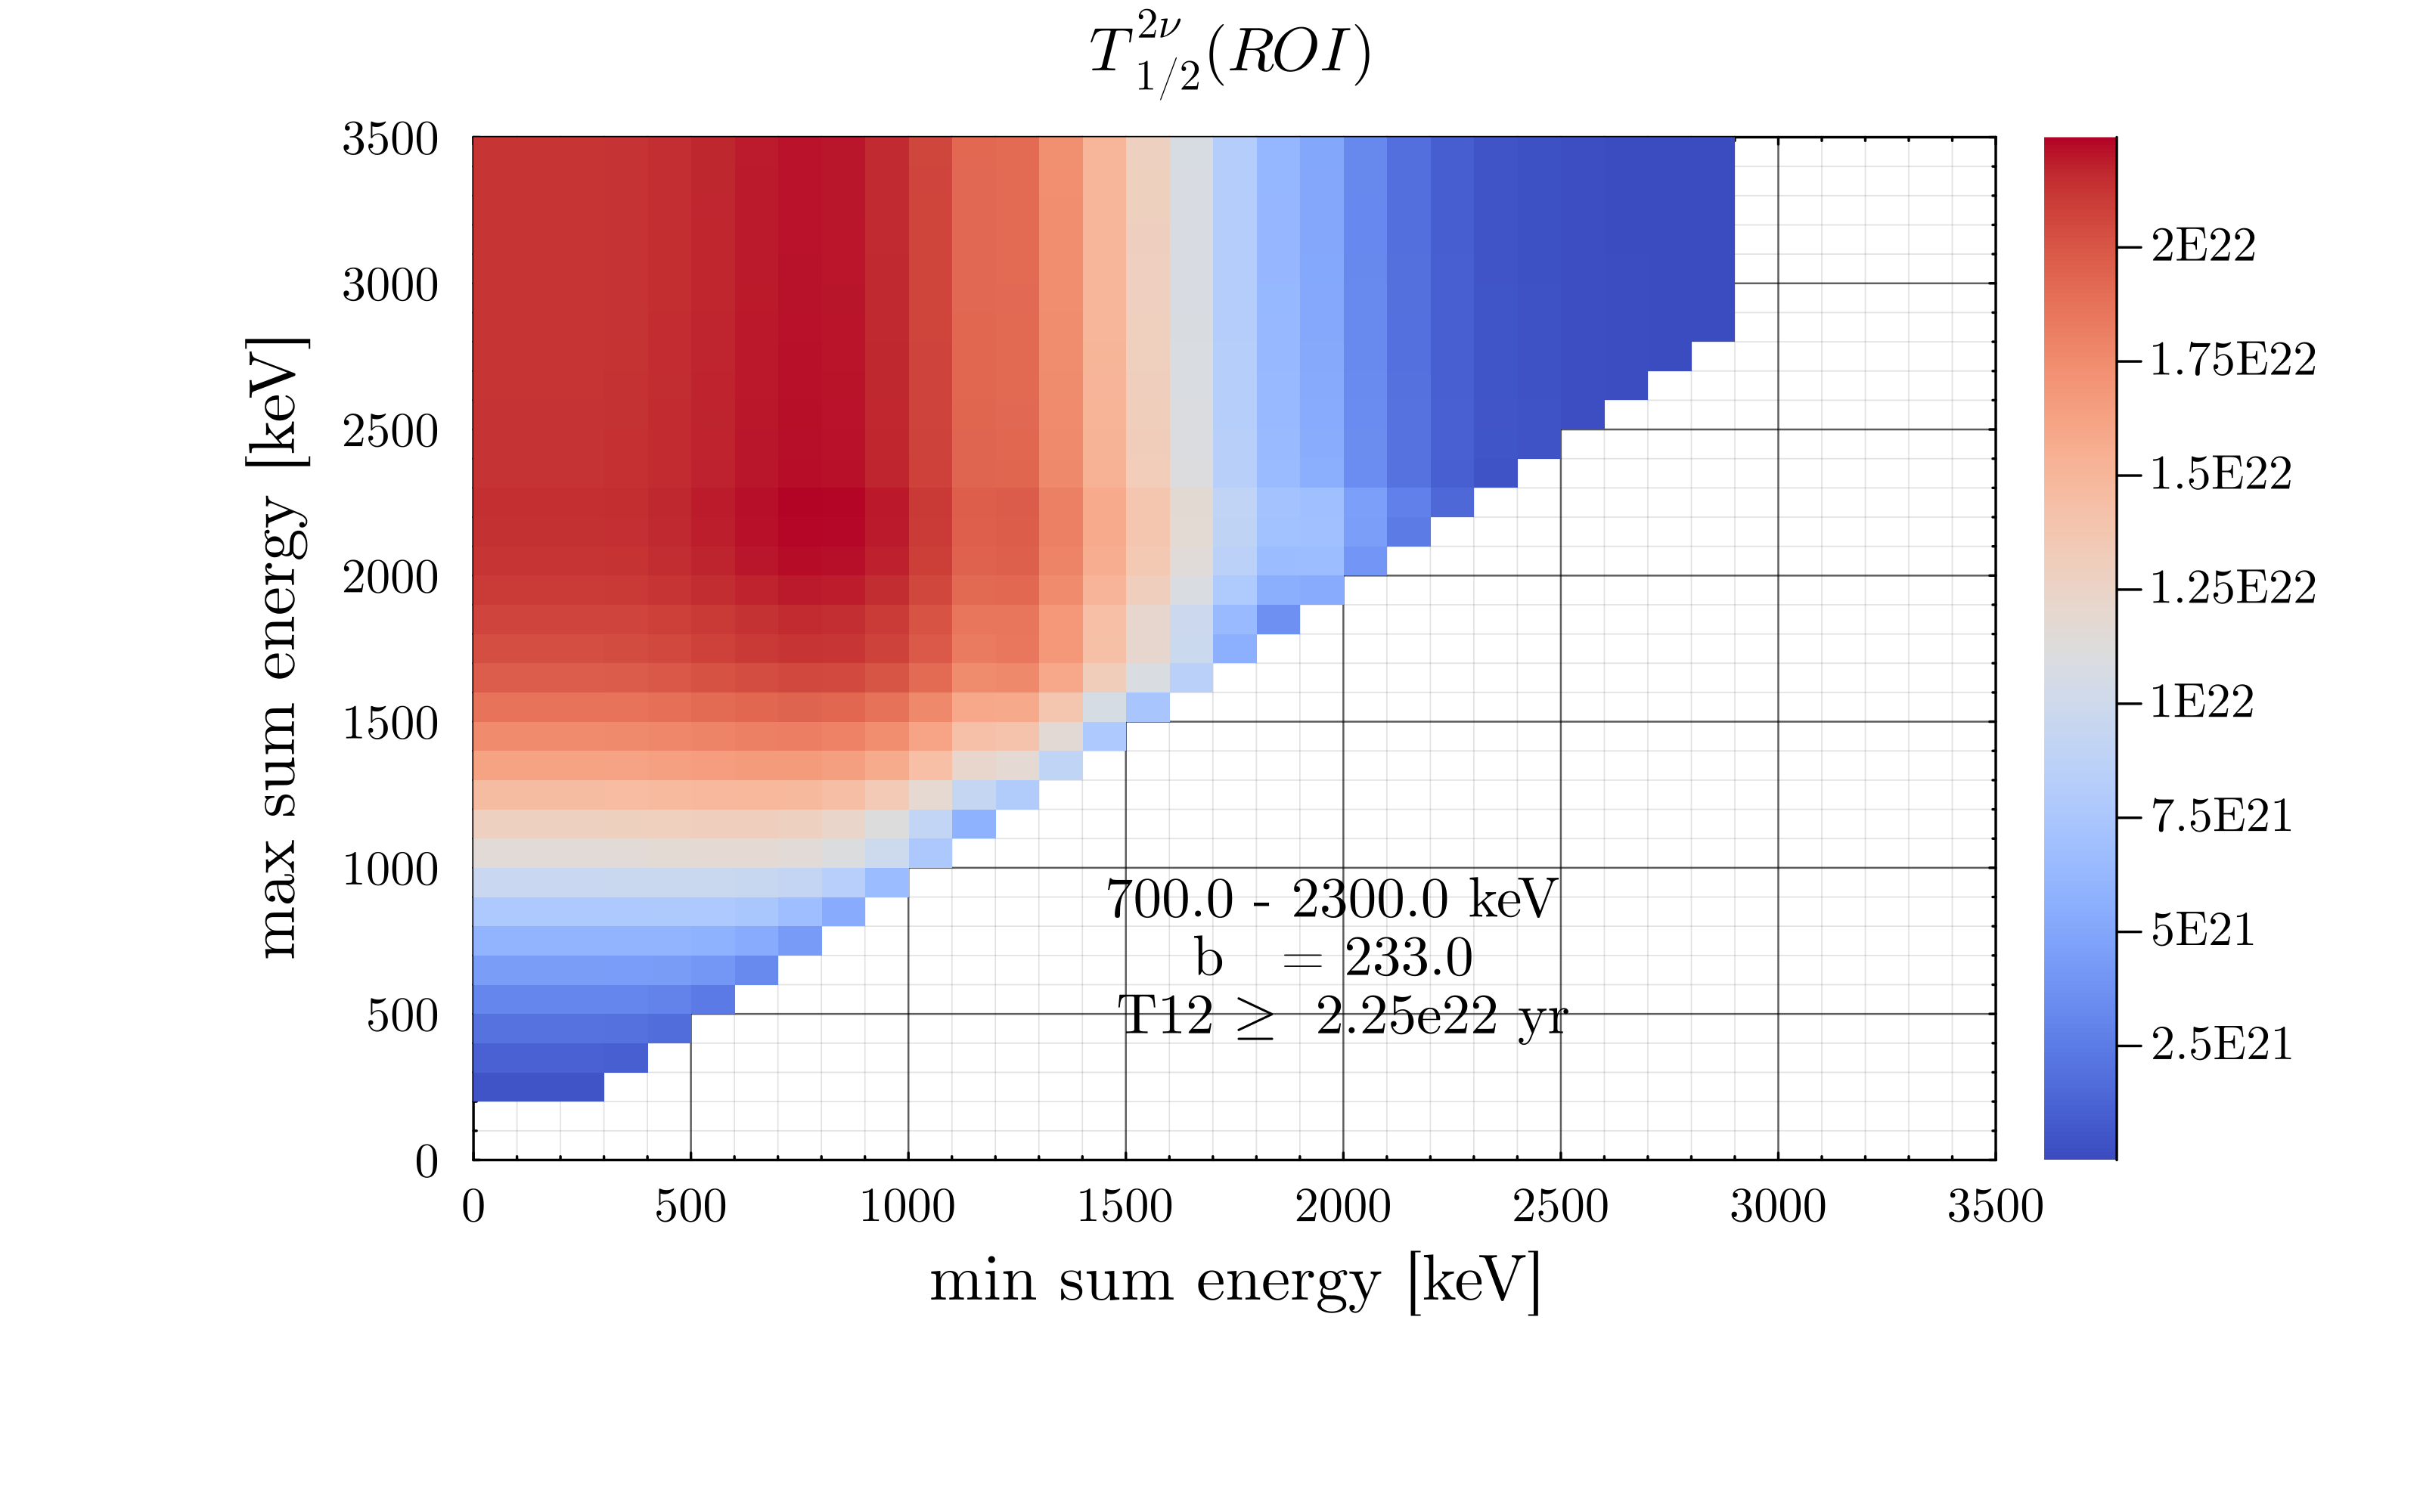 T^{2ν}_{1/2}(ROI)
3500
3000
2500
2000
1500
1000
500
0
max sum energy [keV]
700.0 - 2300.0 keV
b = 233.0
T12 ≥ 2.25e22 yr
0 500 1000 1500 2000 2500 3000 3500
min sum energy [keV]
2E22
1.75E22
1.5E22
1.25E22
1E22
7.5E21
5E21
2.5E21